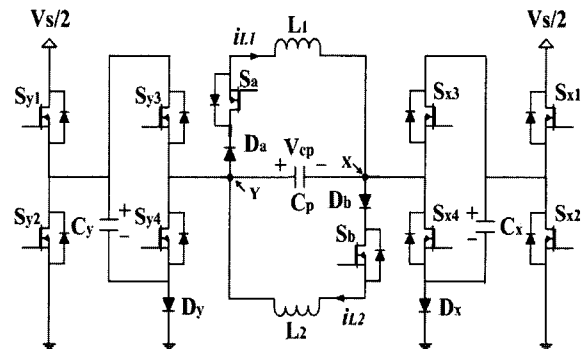 Vs/2
iL1
L1
Vs/2
Sy1
Sy3
Sa
Sx3
Sx1
Da
Vcp
+
−
X
Y
Cp
Db
Sy2
Cy
+
−
Sy4
Sb
Sx4
+
−
Cx
Sx2
Dy
L2
iL2
Dx